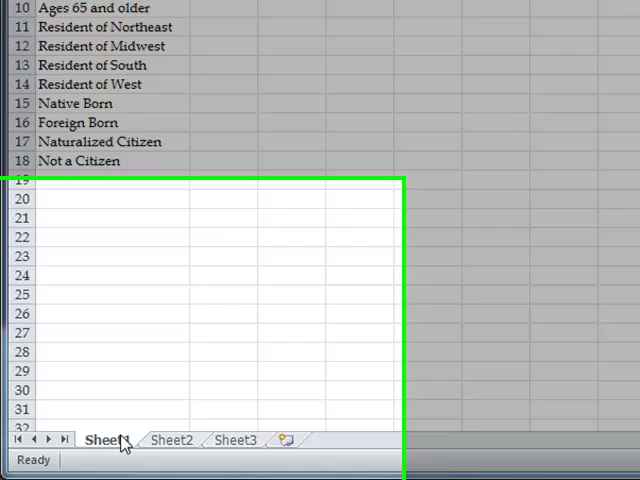 10 Ages 65 and older
11 Resident of Northeast
12 Resident of Midwest
13 Resident of South
14 Resident of West
15 Native Born
16 Foreign Born
17 Naturalized Citizen
18 Not a Citizen
19
20
21
22
23
24
25
26
27
28
29
30
31
32
Sheet1 Sheet2 Sheet3
Ready